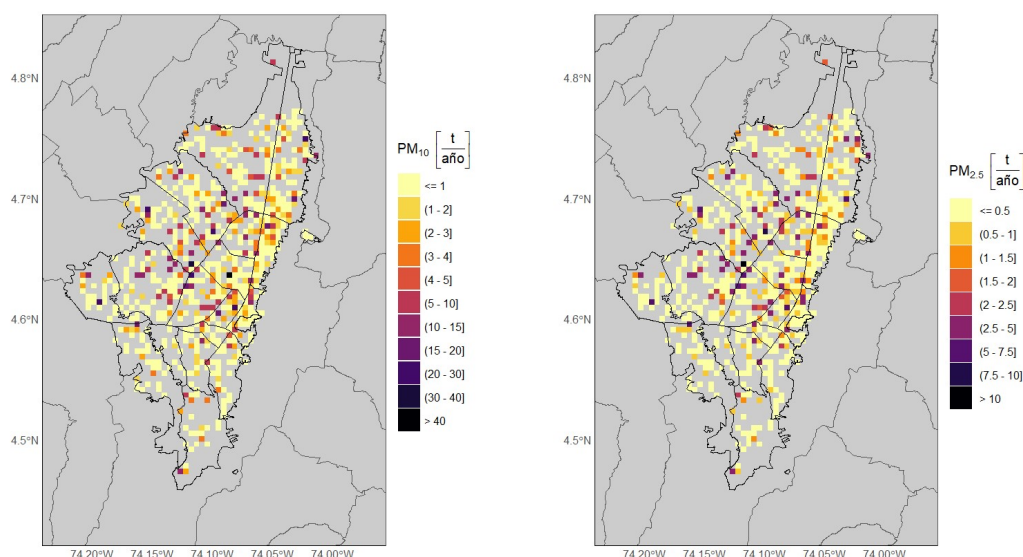 4.8°N
4.7°N
4.6°N
4.5°N
74.20°W 74.15°W 74.10°W 74.05°W 74.00°W
PM10 [t/año]
<= 1
(1 - 2]
(2 - 3]
(3 - 4]
(4 - 5]
(5 - 10]
(10 - 15]
(15 - 20]
(20 - 30]
(30 - 40]
> 40
4.8°N
4.7°N
4.6°N
4.5°N
74.20°W 74.15°W 74.10°W 74.05°W 74.00°W
PM2.5 [t/año]
<= 0.5
(0.5 - 1]
(1 - 1.5]
(1.5 - 2]
(2 - 2.5]
(2.5 - 5]
(5 - 7.5]
(7.5 - 10]
> 10